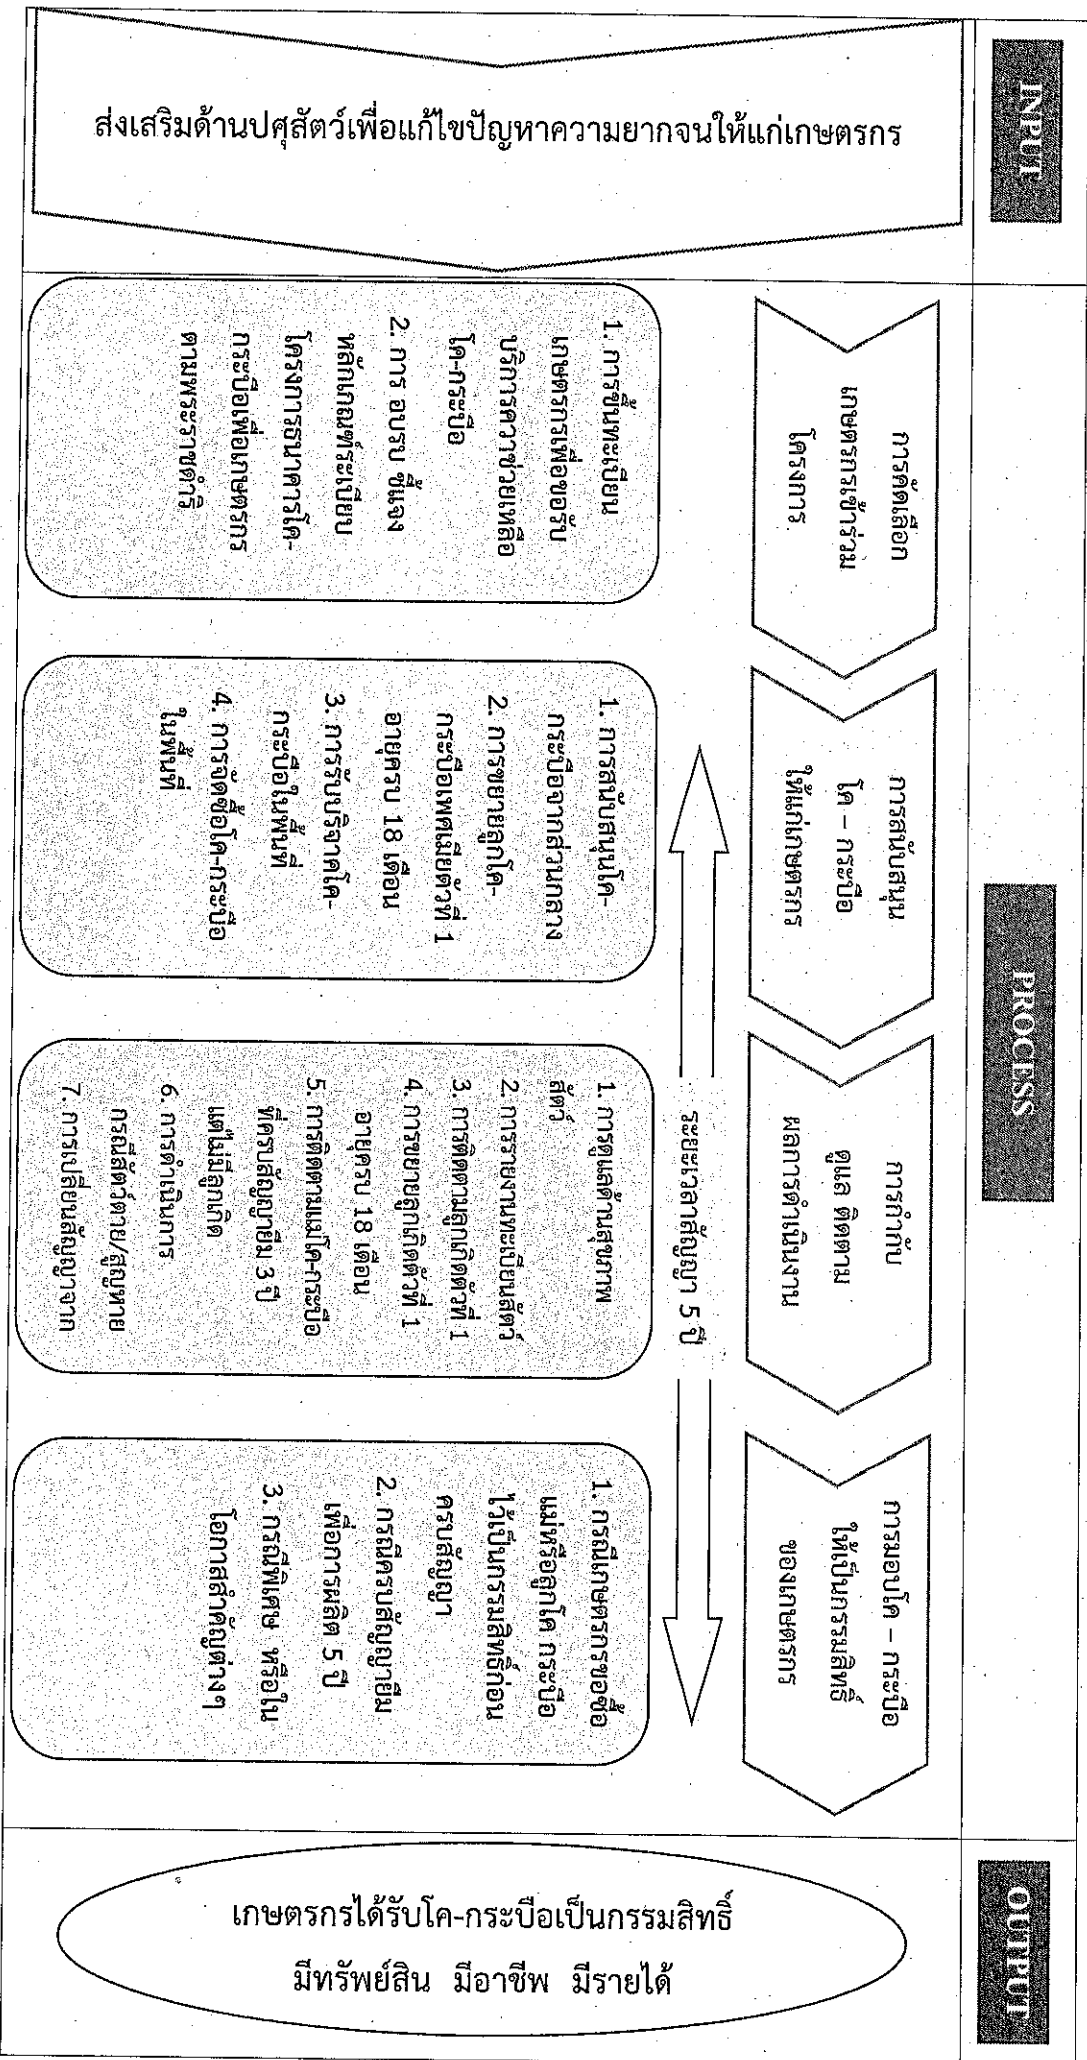 INPUT
PROCESS
OUTPUT
ส่งเสริมด้านปศุสัตว์เพื่อแก้ไขปัญหาความยากจนให้แก่เกษตรกร
การคัดเลือก
เกษตรกรเข้าร่วม
โครงการ
การสนับสนุน
โค – กระบือ
ให้แก่เกษตรกร
การกำกับ
ดูแล ติดตาม
ผลการดำเนินงาน
การมอบโค – กระบือ
ให้เป็นกรรมสิทธิ์
ของเกษตรกร
ระยะเวลาสัญญา 5 ปี
1. การขึ้นทะเบียน
เกษตรกรเพื่อขอรับ
บริการความช่วยเหลือ
โค-กระบือ
2. การ อบรม ชี้แจง
หลักเกณฑ์ระเบียบ
โครงการธนาคารโค-
กระบือเพื่อเกษตรกร
ตามพระราชดำริ
1. การสนับสนุนโค-
กระบือจากส่วนกลาง
2. การขยายลูกโค-
กระบือเพศเมียตัวที่ 1
อายุครบ 18 เดือน
3. การรับบริจาคโค-
กระบือในพื้นที่
4. การจัดซื้อโค-กระบือ
ในพื้นที่
1. การดูแลด้านสุขภาพ
สัตว์
2. การรายงานทะเบียนสัตว์
3. การติดตามลูกเกิดตัวที่ 1
4. การขยายลูกเกิดตัวที่ 1
อายุครบ 18 เดือน
5. การติดตามแม่โค-กระบือ
ที่ครบสัญญายืม 3 ปี
แต่ไม่มีลูกเกิด
6. การดำเนินการ
กรณีสัตว์ตาย/สูญหาย
7. การเปลี่ยนสัญญาจาก
1. กรณีเกษตรกรขอซื้อ
แม่หรือลูกโค กระบือ
ไว้เป็นกรรมสิทธิ์ก่อน
ครบสัญญา
2. กรณีครบสัญญายืม
เพื่อการผลิต 5 ปี
3. กรณีพิเศษ หรือใน
โอกาสสำคัญต่างๆ
เกษตรกรได้รับโค-กระบือเป็นกรรมสิทธิ์
มีทรัพย์สิน มีอาชีพ มีรายได้